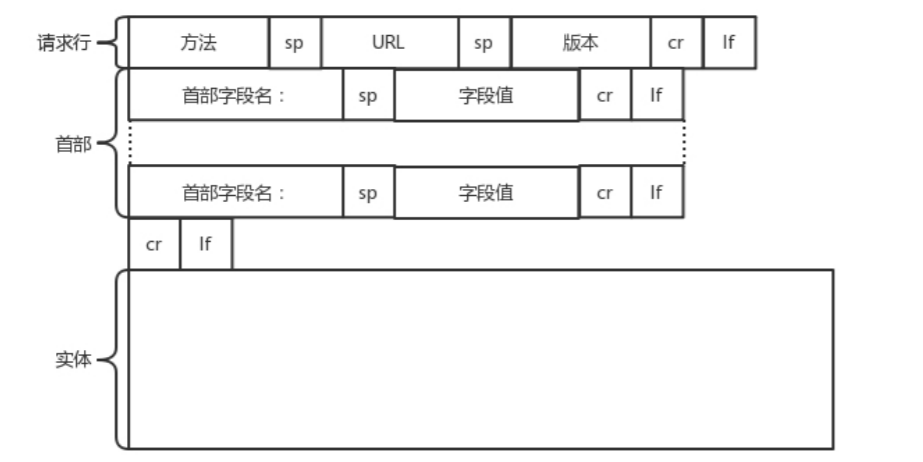 请求行 方法 sp URL sp 版本 cr lf
首部字段名： sp 字段值 cr lf
首部
首部字段名： sp 字段值 cr lf
cr lf
实体